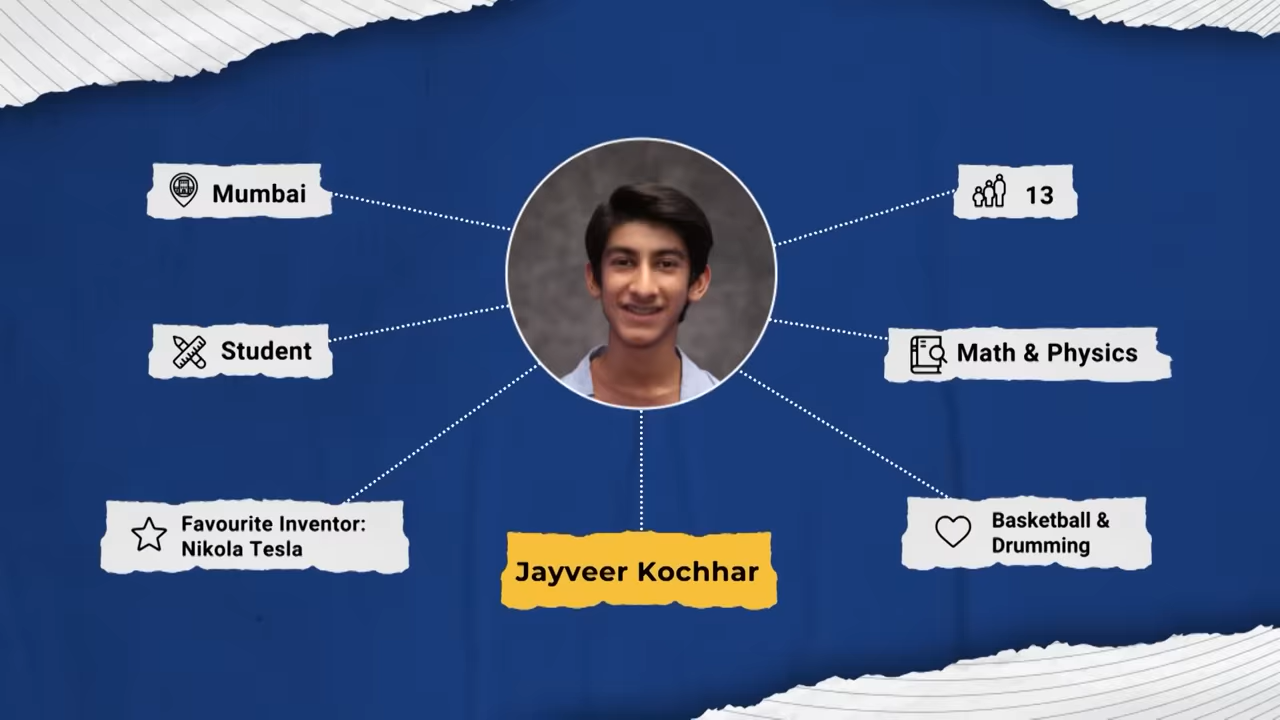 Mumbai
13
Student
Math & Physics
Favourite Inventor:
Nikola Tesla
Basketball &
Drumming
Jayveer Kochhar